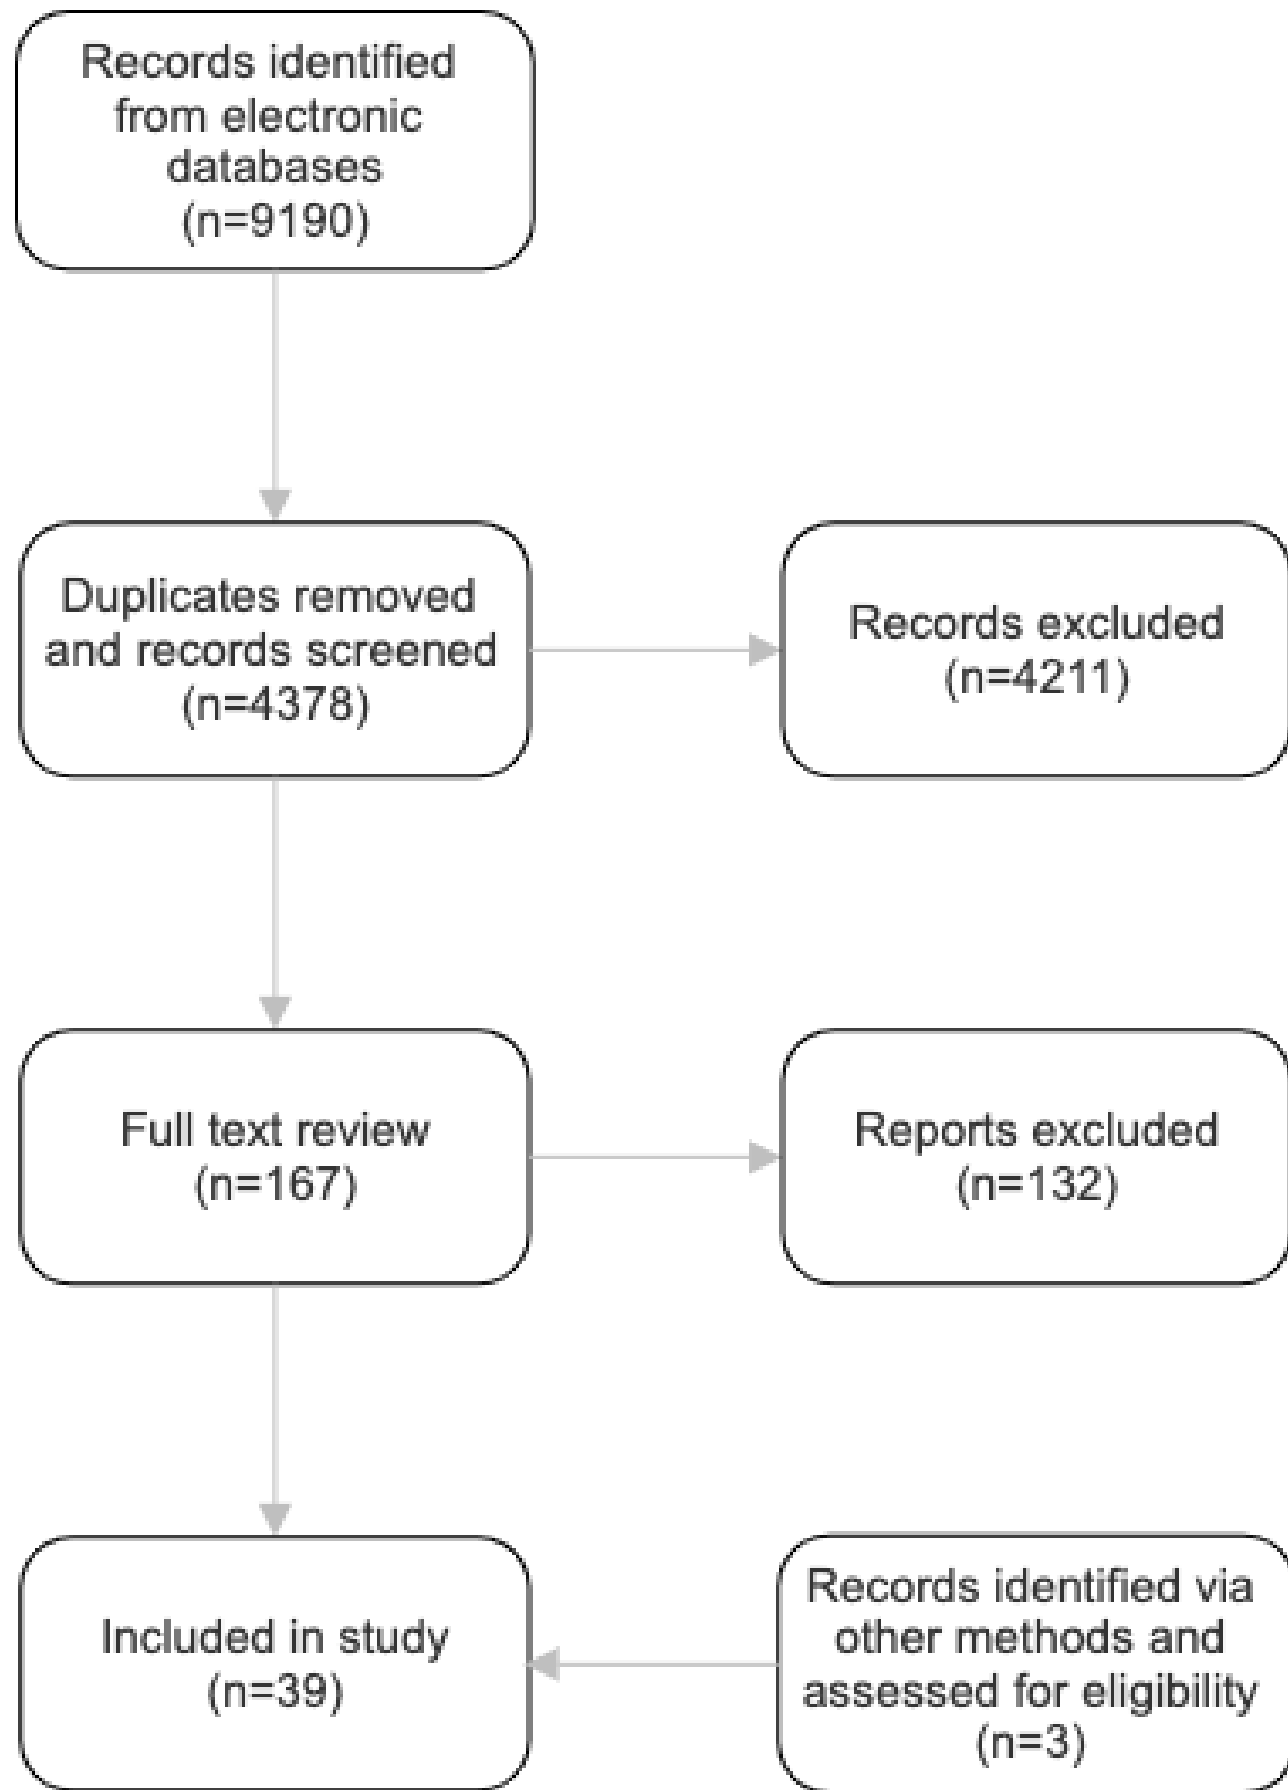 Records identified
from electronic
databases
(n=9190)
Duplicates removed
and records screened
(n=4378)
Records excluded
(n=4211)
Full text review
(n=167)
Reports excluded
(n=132)
Included in study
(n=39)
Records identified via
other methods and
assessed for eligibility
(n=3)